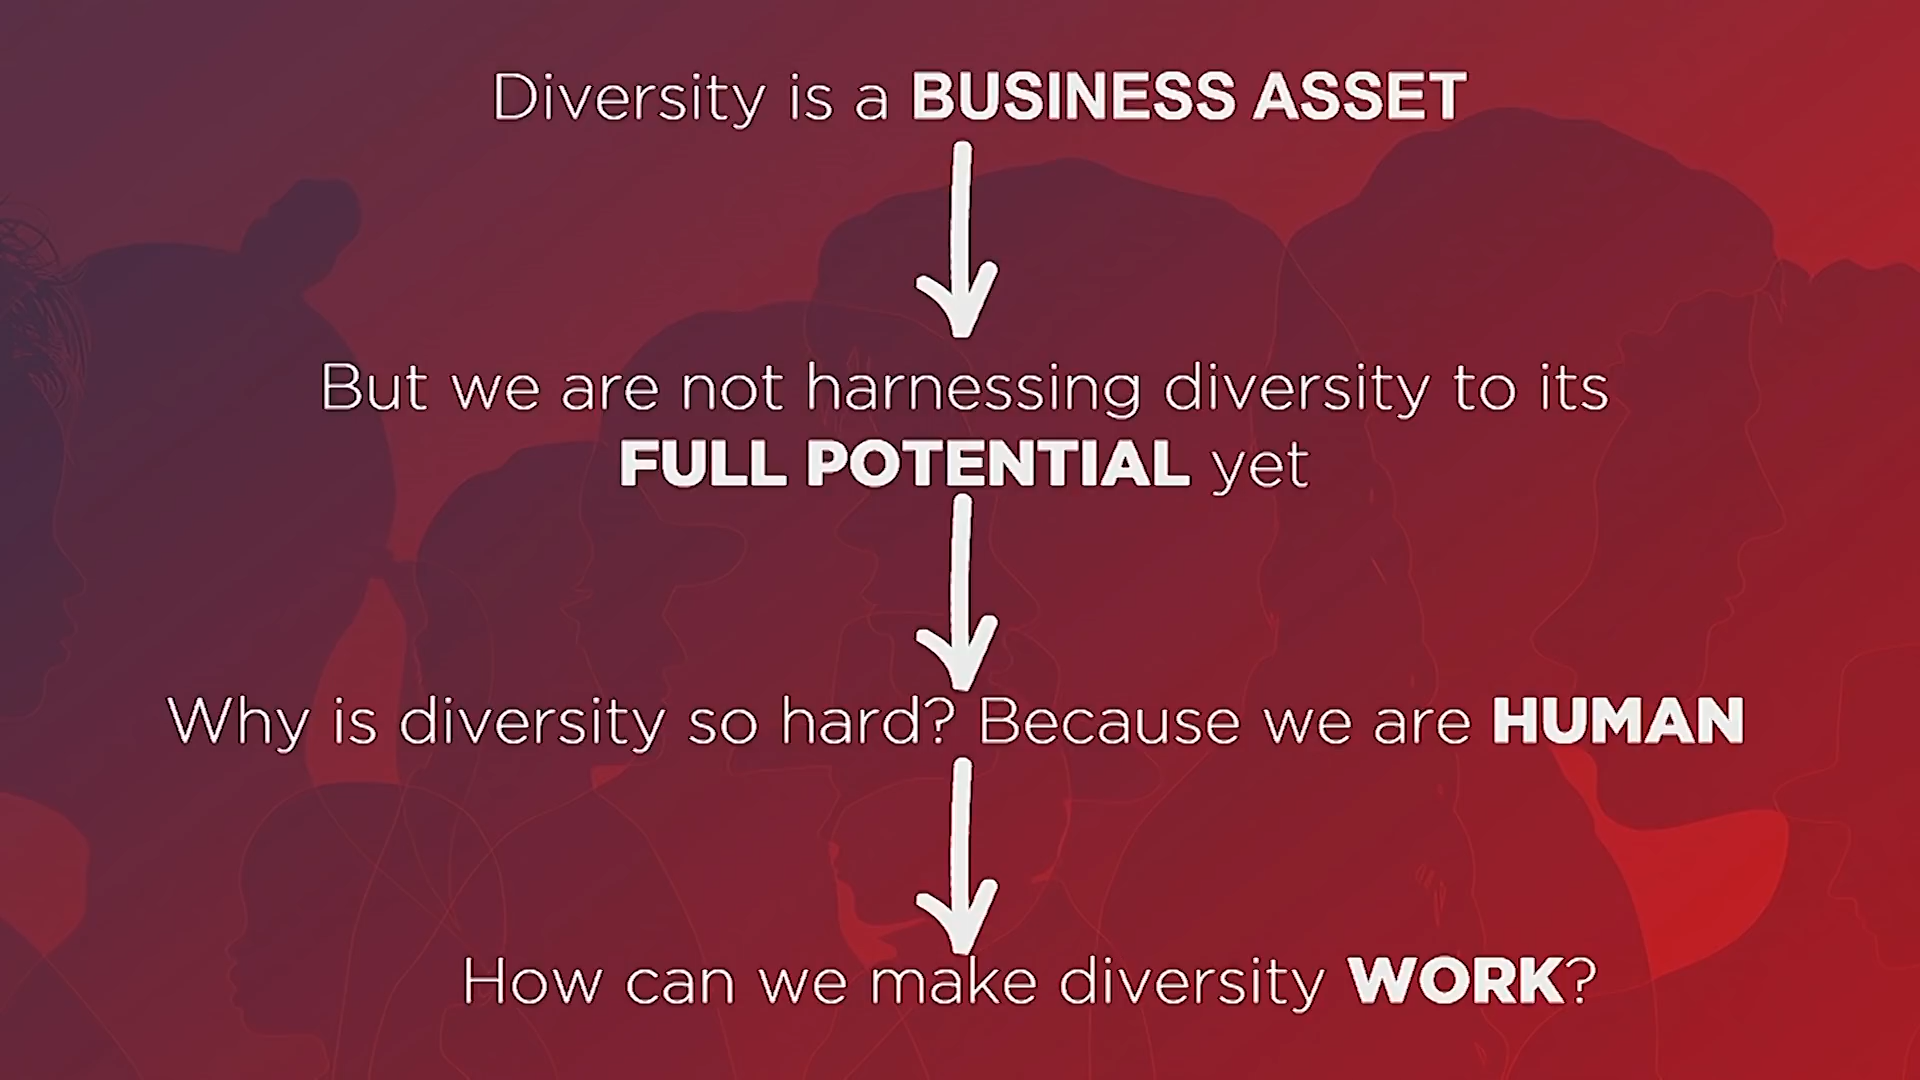 Diversity is a BUSINESS ASSET
But we are not harnessing diversity to its
FULL POTENTIAL yet
Why is diversity so hard? Because we are HUMAN
How can we make diversity WORK?